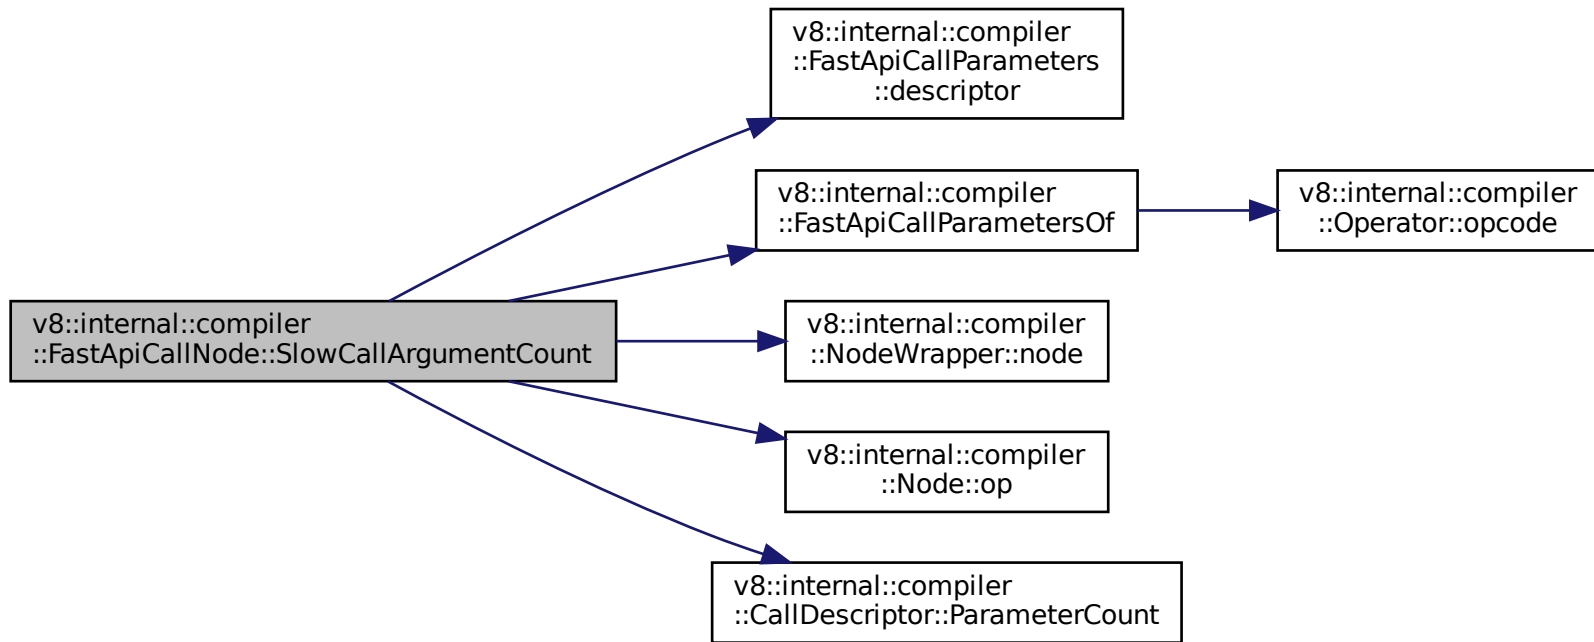 v8::internal::compiler
::FastApiCallParameters
::descriptor
v8::internal::compiler
::FastApiCallParametersOf
v8::internal::compiler
::Operator::opcode
v8::internal::compiler
::FastApiCallNode::SlowCallArgumentCount
v8::internal::compiler
::NodeWrapper::node
v8::internal::compiler
::Node::op
v8::internal::compiler
::CallDescriptor::ParameterCount